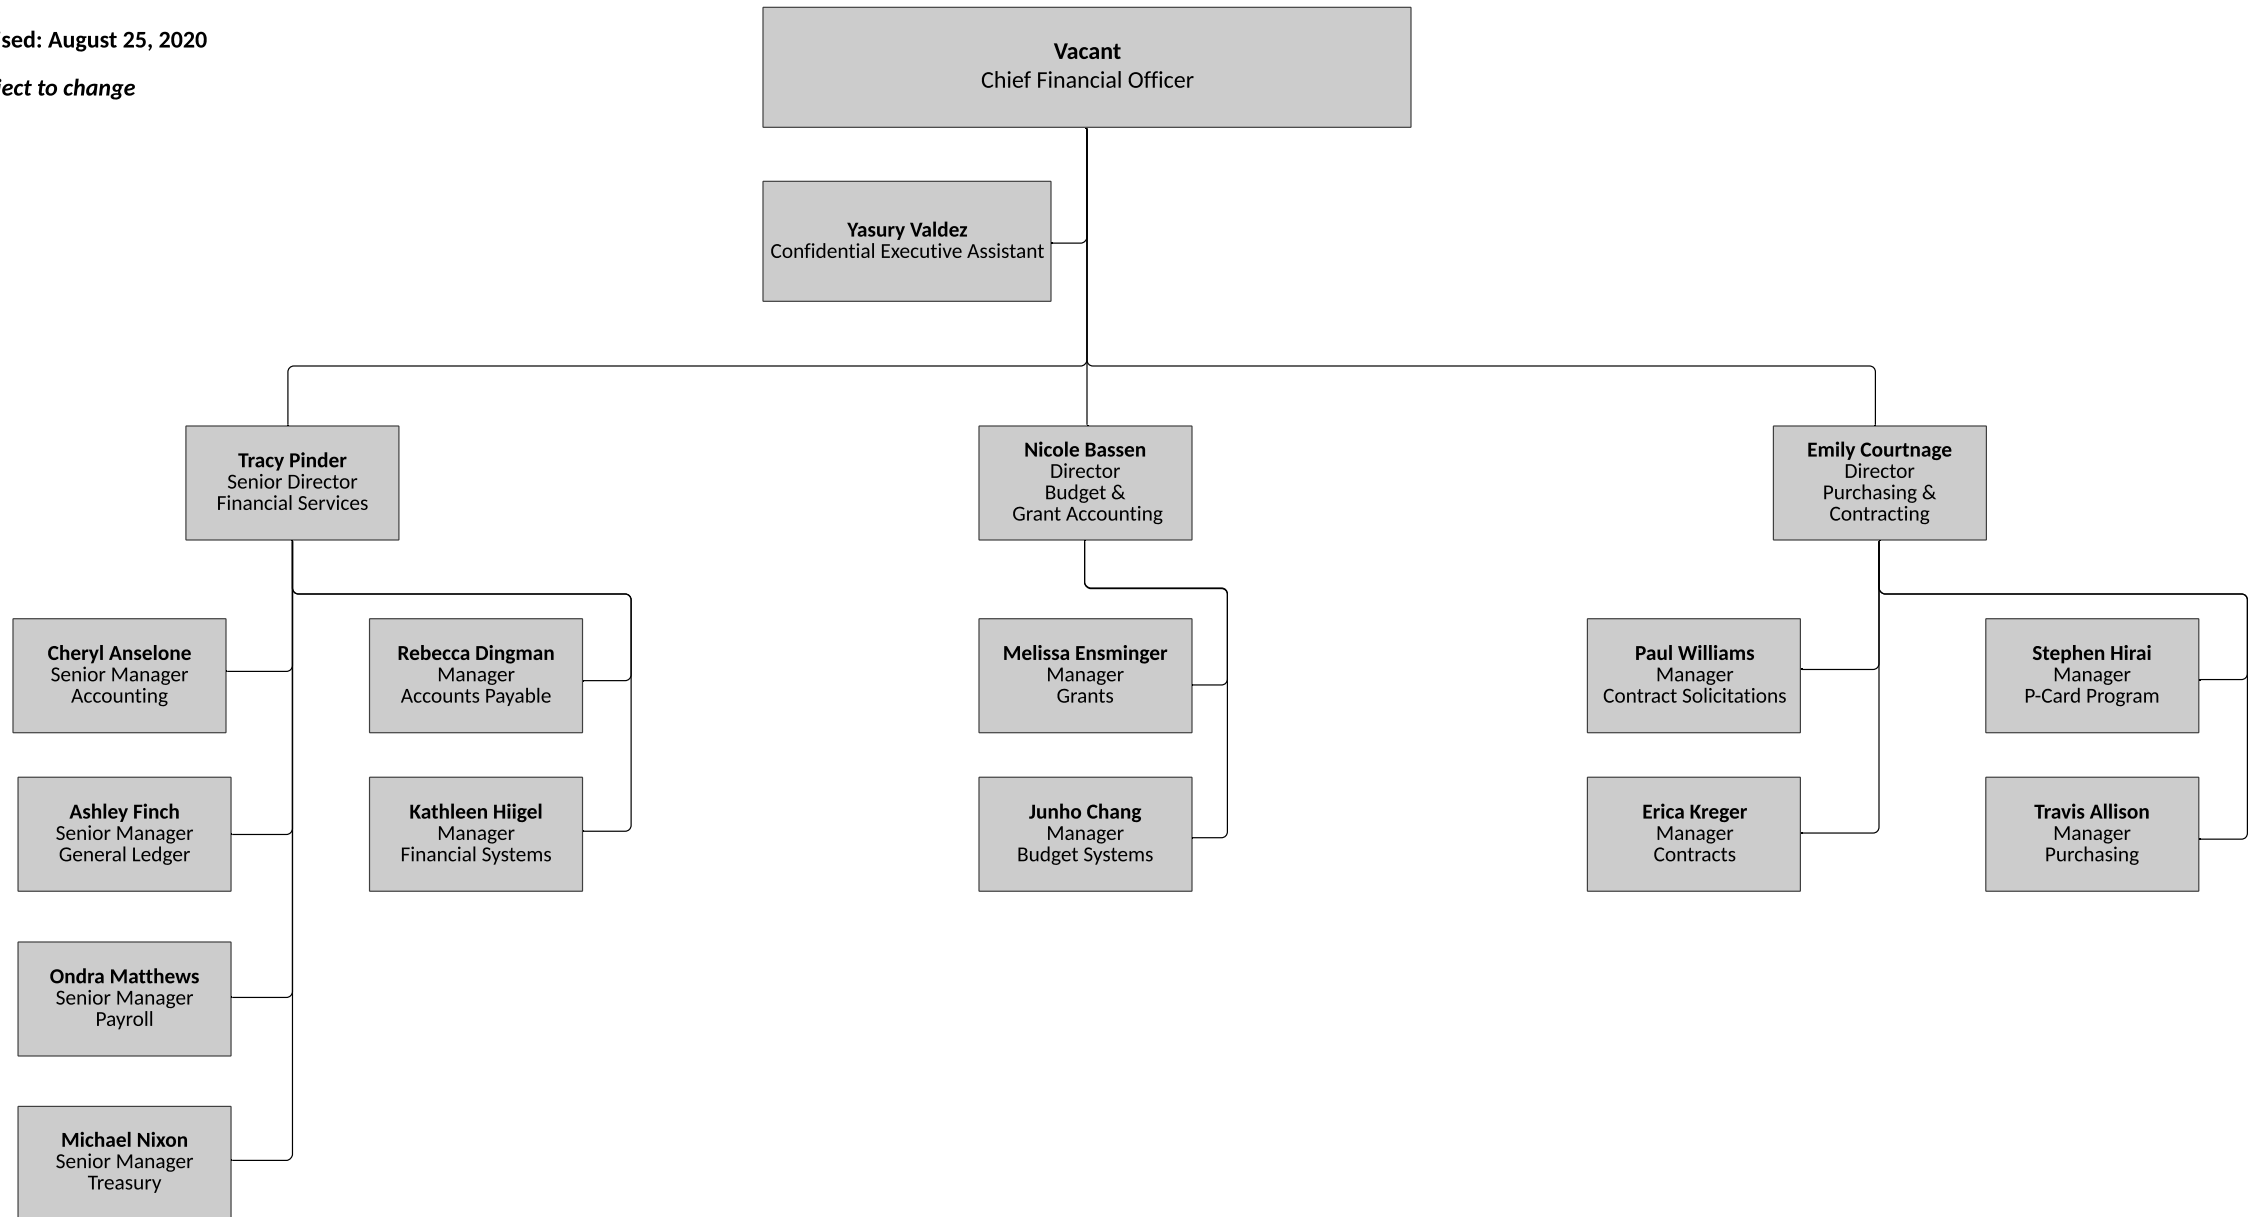 sed: August 25, 2020
ject to change
Vacant
Chief Financial Officer
Yasury Valdez
Confidential Executive Assistant
Tracy Pinder
Senior Director
Financial Services
Nicole Bassen
Director
Budget &
Grant Accounting
Emily Courtnage
Director
Purchasing &
Contracting
Cheryl Anselone
Senior Manager
Accounting
Rebecca Dingman
Manager
Accounts Payable
Melissa Ensminger
Manager
Grants
Paul Williams
Manager
Contract Solicitations
Stephen Hirai
Manager
P-Card Program
Ashley Finch
Senior Manager
General Ledger
Kathleen Hiigel
Manager
Financial Systems
Junho Chang
Manager
Budget Systems
Erica Kreger
Manager
Contracts
Travis Allison
Manager
Purchasing
Ondra Matthews
Senior Manager
Payroll
Michael Nixon
Senior Manager
Treasury